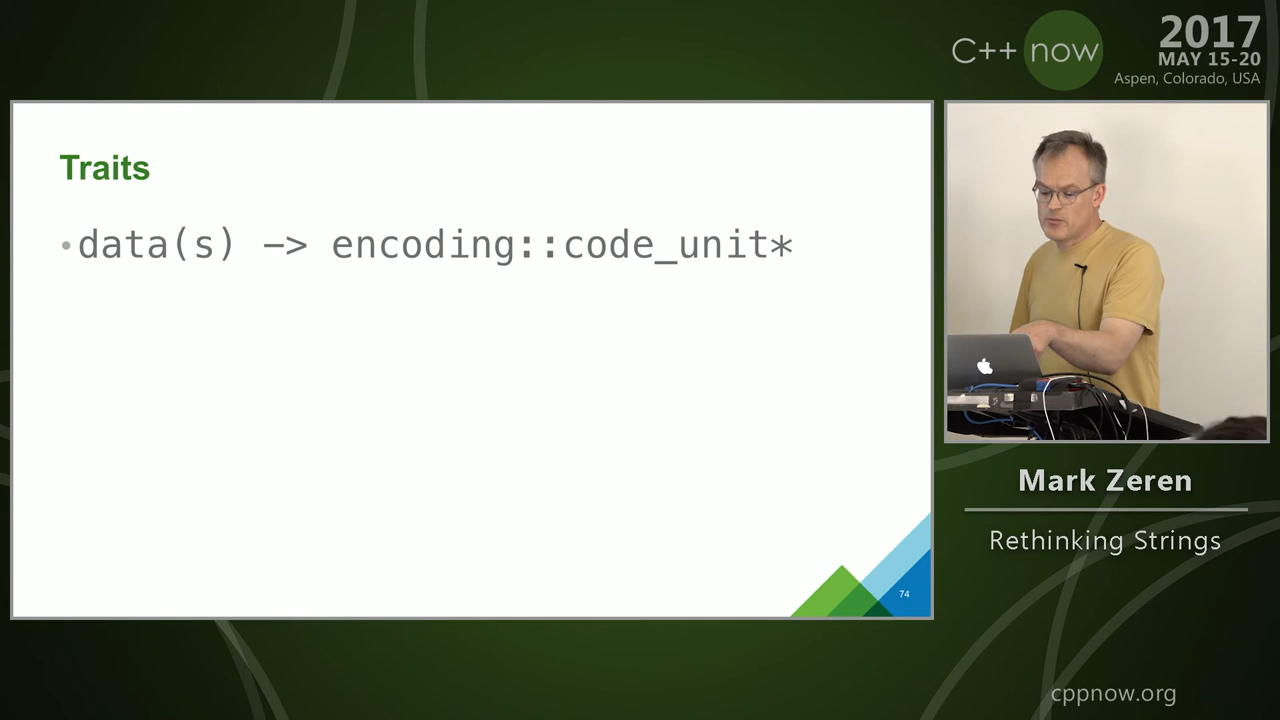 C++ now
2017
MAY 15-20
Aspen, Colorado, USA
Traits
•data(s) -> encoding::code_unit*
74
Mark Zeren
Rethinking Strings
cppnow.org